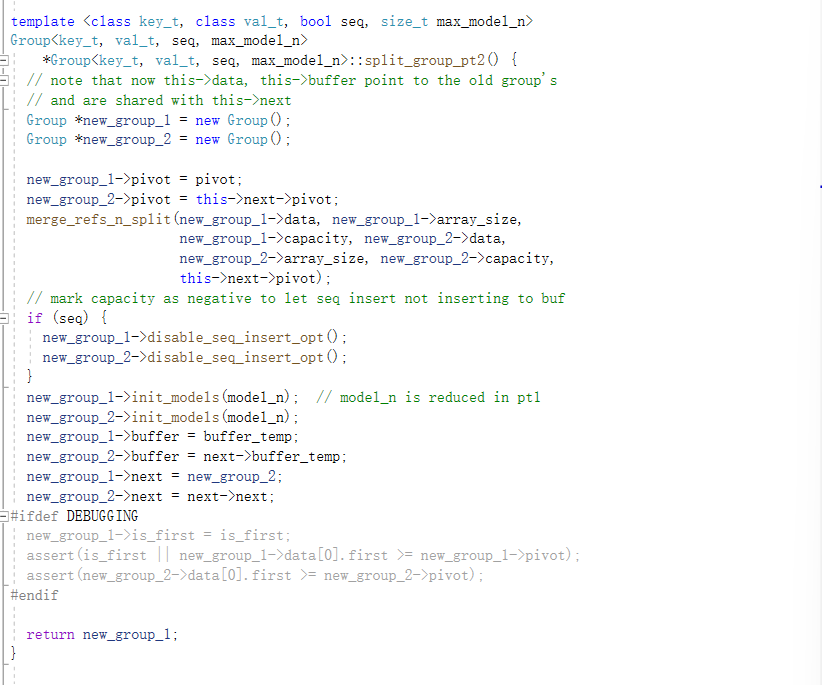 template <class key_t, class val_t, bool seq, size_t max_model_n>
Group<key_t, val_t, seq, max_model_n>
    *Group<key_t, val_t, seq, max_model_n>::split_group_pt2() {
  // note that now this->data, this->buffer point to the old group's
  // and are shared with this->next
  Group *new_group_1 = new Group();
  Group *new_group_2 = new Group();

  new_group_1->pivot = pivot;
  new_group_2->pivot = this->next->pivot;
  merge_refs_n_split(new_group_1->data, new_group_1->array_size,
                     new_group_1->capacity, new_group_2->data,
                     new_group_2->array_size, new_group_2->capacity,
                     this->next->pivot);
  // mark capacity as negative to let seq insert not inserting to buf
  if (seq) {
    new_group_1->disable_seq_insert_opt();
    new_group_2->disable_seq_insert_opt();
  }
  new_group_1->init_models(model_n);  // model_n is reduced in pt1
  new_group_2->init_models(model_n);
  new_group_1->buffer = buffer_temp;
  new_group_2->buffer = next->buffer_temp;
  new_group_1->next = new_group_2;
  new_group_2->next = next->next;
#ifdef DEBUGGING
  new_group_1->is_first = is_first;
  assert(is_first || new_group_1->data[0].first >= new_group_1->pivot);
  assert(new_group_2->data[0].first >= new_group_2->pivot);
#endif

  return new_group_1;
}